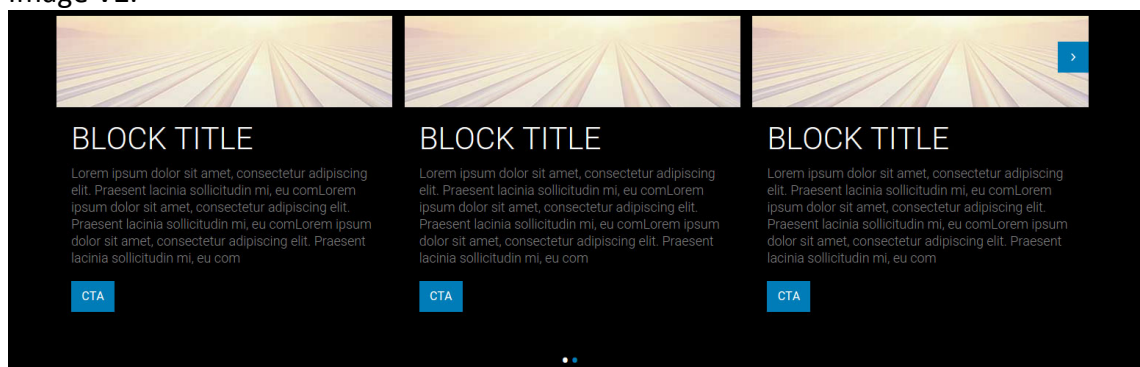 BLOCK TITLE
Lorem ipsum dolor sit amet, consectetur adipiscing
elit. Praesent lacinia sollicitudin mi, eu comLorem
ipsum dolor sit amet, consectetur adipiscing elit.
Praesent lacinia sollicitudin mi, eu comLorem ipsum
dolor sit amet, consectetur adipiscing elit. Praesent
lacinia sollicitudin mi, eu com
CTA
BLOCK TITLE
Lorem ipsum dolor sit amet, consectetur adipiscing
elit. Praesent lacinia sollicitudin mi, eu comLorem
ipsum dolor sit amet, consectetur adipiscing elit.
Praesent lacinia sollicitudin mi, eu comLorem ipsum
dolor sit amet, consectetur adipiscing elit. Praesent
lacinia sollicitudin mi, eu com
CTA
BLOCK TITLE
Lorem ipsum dolor sit amet, consectetur adipiscing
elit. Praesent lacinia sollicitudin mi, eu comLorem
ipsum dolor sit amet, consectetur adipiscing elit.
Praesent lacinia sollicitudin mi, eu comLorem ipsum
dolor sit amet, consectetur adipiscing elit. Praesent
lacinia sollicitudin mi, eu com
CTA